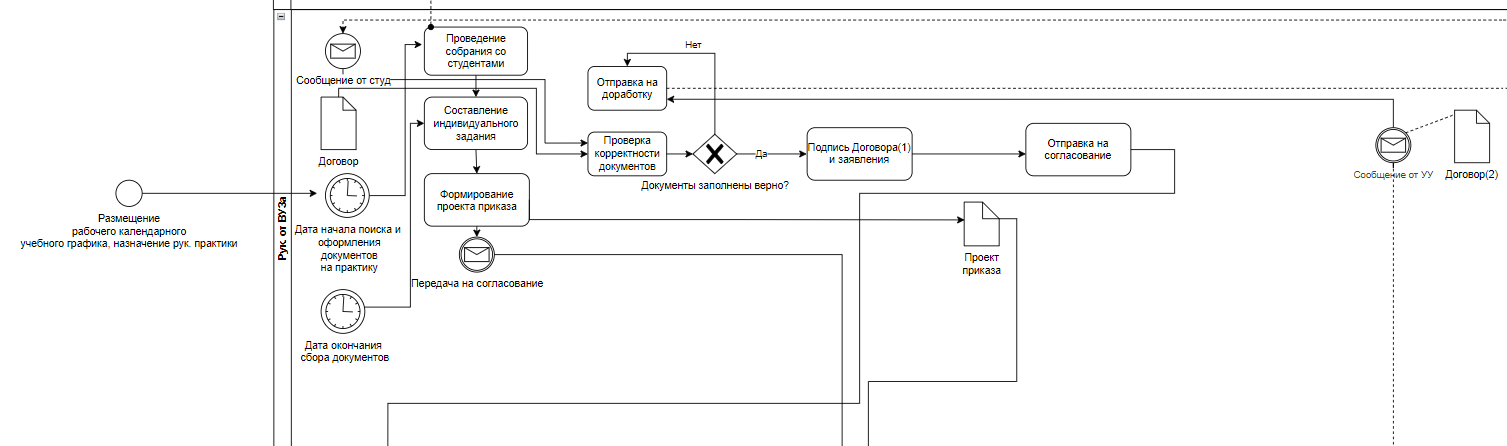 Рук. от ВУЗа
Размещение
рабочего календарного
учебного графика, назначение рук. практики
Сообщение от студ
Договор
Дата начала поиска и
оформления
документов
на практику
Дата окончания
сбора документов
Проведение
собрания со
студентами
Составление
индивидуального
задания
Формирование
проекта приказа
Передача на согласование
Нет
Отправка на
доработку
Проверка
корректности
документов
Документы заполнены верно?
Да
Подпись Договора(1)
и заявления
Отправка на
согласование
Проект
приказа
Сообщение от УУ
Договор(2)